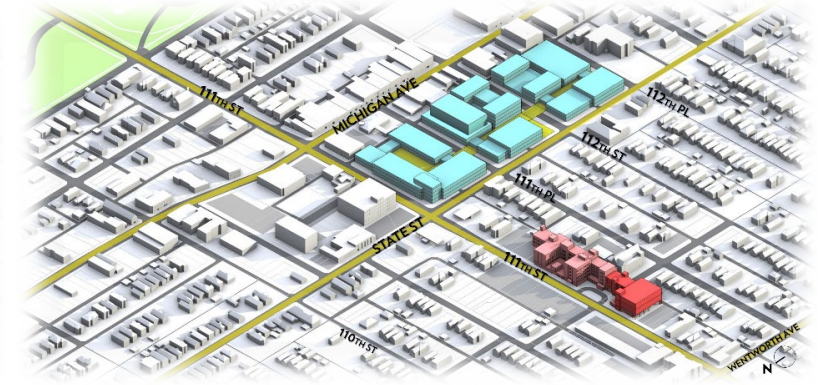 111TH ST
MICHIGAN AVE
112TH PL
112TH ST
111TH PL
STATE ST
111TH ST
110TH ST
WENTWORTH AVE
N